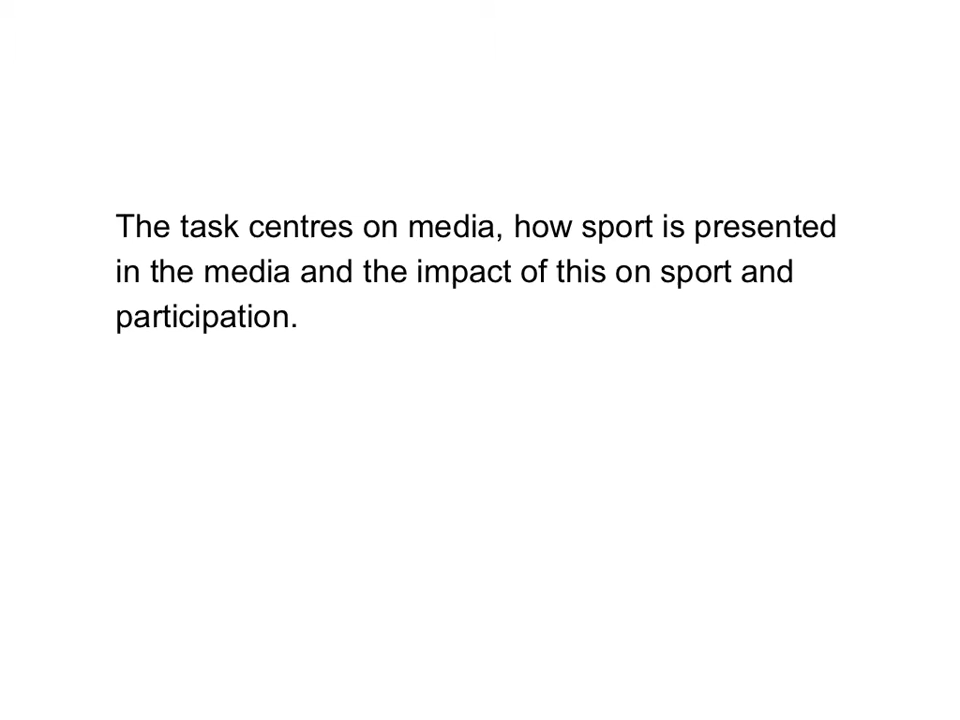 The task centres on media, how sport is presented
in the media and the impact of this on sport and
participation.